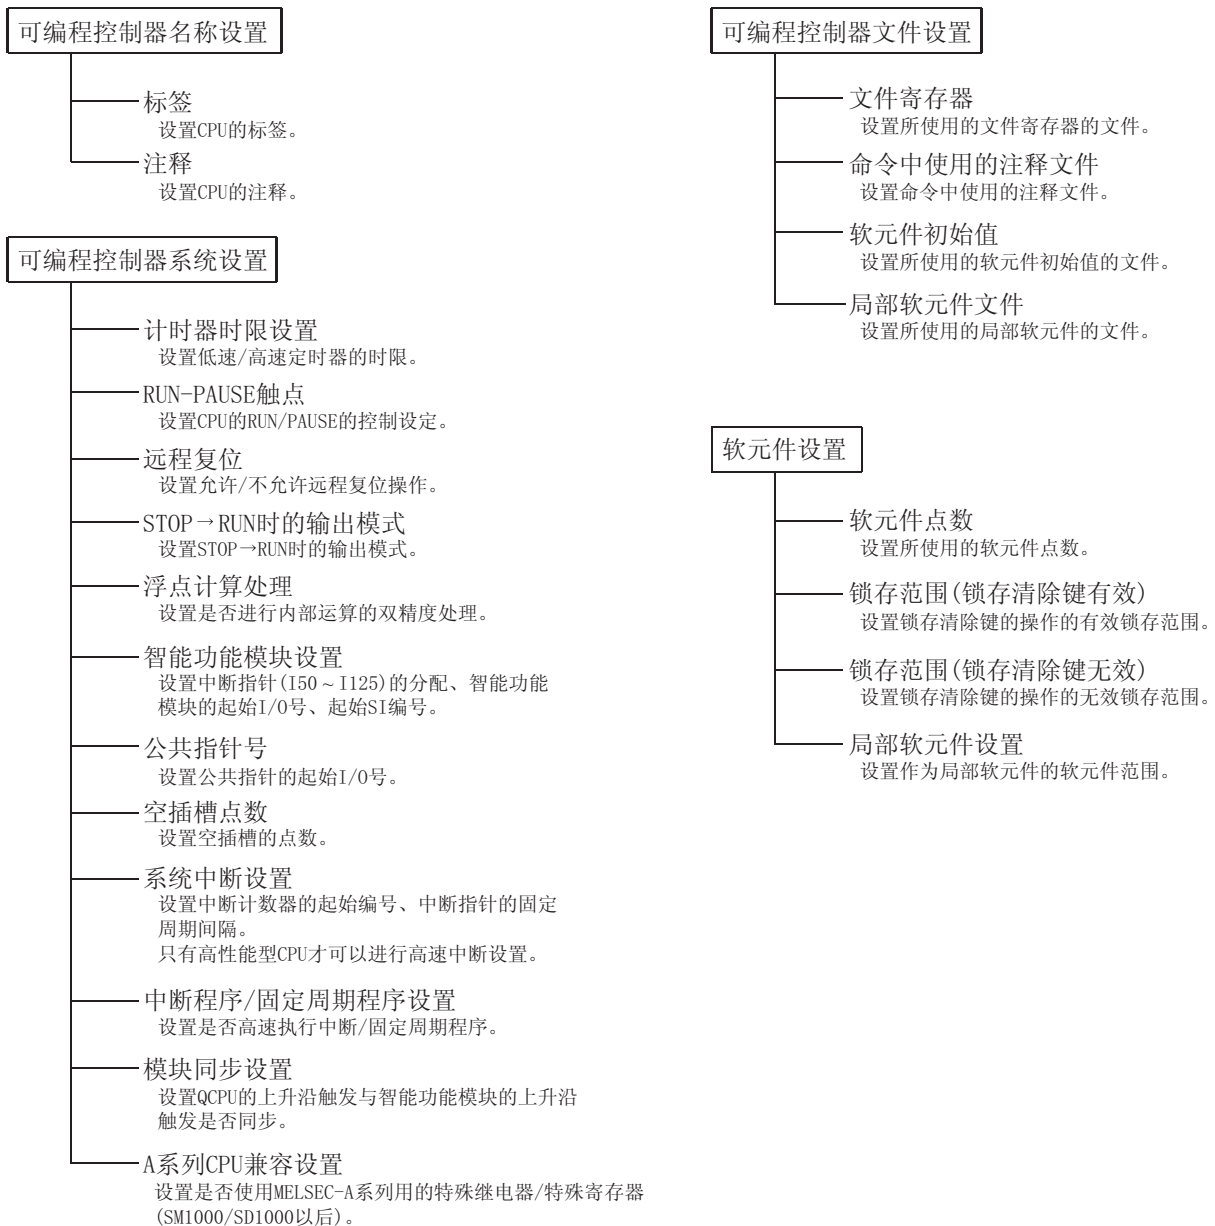 可编程控制器名称设置
标签
设置CPU的标签。
注释
设置CPU的注释。
可编程控制器系统设置
计时器时限设置
设置低速/高速定时器的时限。
RUN-PAUSE触点
设置CPU的RUN/PAUSE的控制设定。
远程复位
设置允许/不允许远程复位操作。
STOP→RUN时的输出模式
设置STOP→RUN时的输出模式。
浮点计算处理
设置是否进行内部运算的双精度处理。
智能功能模块设置
设置中断指针(I50～I125)的分配、智能功能
模块的起始I/O号、起始SI编号。
公共指针号
设置公共指针的起始I/O号。
空插槽点数
设置空插槽的点数。
系统中断设置
设置中断计数器的起始编号、中断指针的固定
周期间隔。
只有高性能型CPU才可以进行高速中断设置。
中断程序/固定周期程序设置
设置是否高速执行中断/固定周期程序。
模块同步设置
设置QCPU的上升沿触发与智能功能模块的上升沿
触发是否同步。
A系列CPU兼容设置
设置是否使用MELSEC-A系列用的特殊继电器/特殊寄存器
(SM1000/SD1000以后)。
可编程控制器文件设置
文件寄存器
设置所使用的文件寄存器的文件。
命令中使用的注释文件
设置命令中使用的注释文件。
软元件初始值
设置所使用的软元件初始值的文件。
局部软元件文件
设置所使用的局部软元件的文件。
软元件设置
软元件点数
设置所使用的软元件点数。
锁存范围(锁存清除键有效)
设置锁存清除键的操作的有效锁存范围。
锁存范围(锁存清除键无效)
设置锁存清除键的操作的无效锁存范围。
局部软元件设置
设置作为局部软元件的软元件范围。